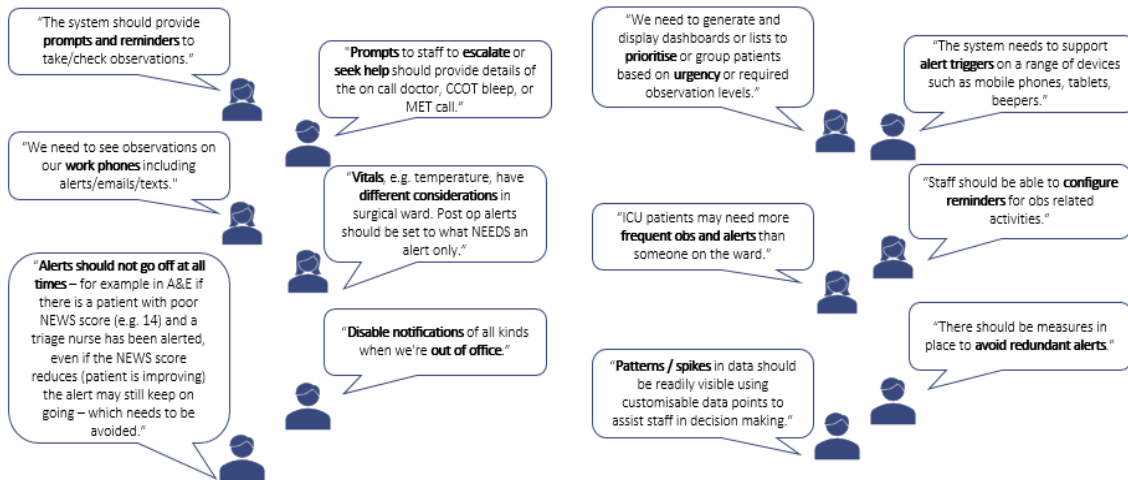 “The system should provide
prompts and reminders to
take/check observations.”
“Prompts to staff to escalate or
seek help should provide details of
the on call doctor, CCOT bleep, or
MET call.”
“We need to see observations on
our work phones including
alerts/emails/texts.”
“Vitals, e.g. temperature, have
different considerations in
surgical ward. Post op alerts
should be set to what NEEDS an
alert only.”
“Alerts should not go off at all
times – for example in A&E if
there is a patient with poor
NEWS score (e.g. 14) and a
triage nurse has been alerted,
even if the NEWS score
reduces (patient is improving)
the alert may still keep on
going – which needs to be
avoided.”
“Disable notifications of all kinds
when we're out of office.”
“We need to generate and
display dashboards or lists to
prioritise or group patients
based on urgency or required
observation levels.”
“The system needs to support
alert triggers on a range of devices
such as mobile phones, tablets,
beepers.”
“ICU patients may need more
frequent obs and alerts than
someone on the ward.”
“Staff should be able to configure
reminders for obs related
activities.”
“Patterns / spikes in data should
be readily visible using
customisable data points to
assist staff in decision making.”
“There should be measures in
place to avoid redundant alerts.”